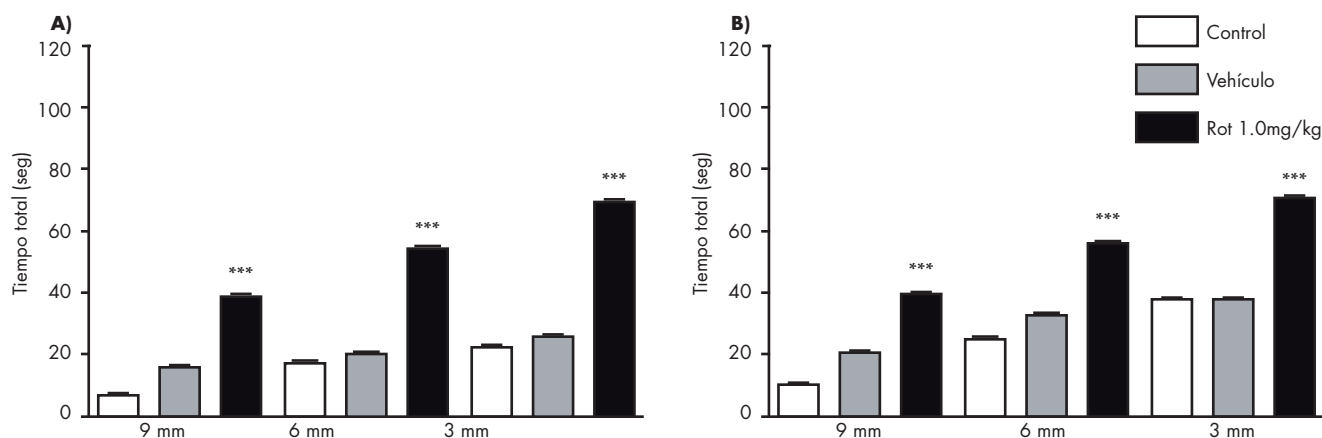 A)
Tiempo total (seg)
120
100
80
60
40
20
0
***
***
***
9 mm
6 mm
3 mm
B)
Tiempo total (seg)
120
100
80
60
40
20
0
***
***
***
9 mm
6 mm
3 mm
Control
Vehículo
Rot 1.0mg/kg